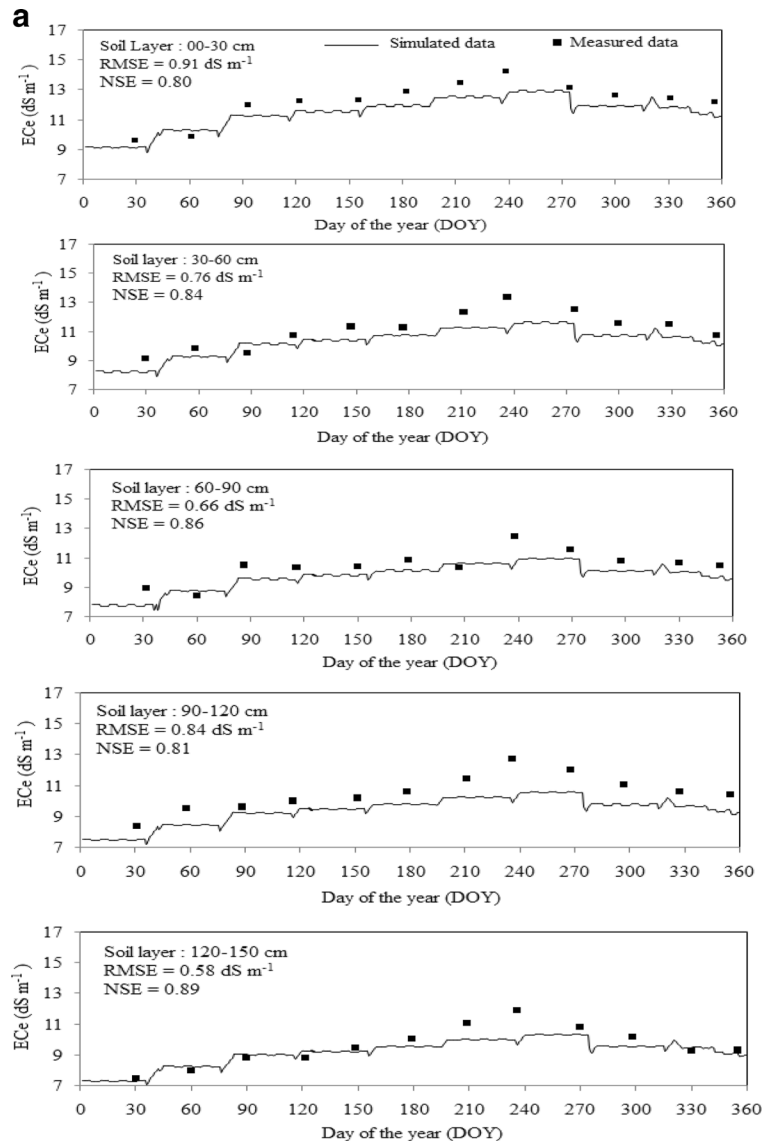 a
Soil Layer : 00-30 cm
RMSE = 0.91 dS m⁻¹
NSE = 0.80
Simulated data
Measured data
ECe (dS m⁻¹)
17
15
13
11
9
7
0 30 60 90 120 150 180 210 240 270 300 330 360
Day of the year (DOY)
Soil layer : 30-60 cm
RMSE = 0.76 dS m⁻¹
NSE = 0.84
ECe (dS m⁻¹)
17
15
13
11
9
7
0 30 60 90 120 150 180 210 240 270 300 330 360
Day of the year (DOY)
Soil layer : 60-90 cm
RMSE = 0.66 dS m⁻¹
NSE = 0.86
ECe (dS m⁻¹)
17
15
13
11
9
7
0 30 60 90 120 150 180 210 240 270 300 330 360
Day of the year (DOY)
Soil layer : 90-120 cm
RMSE = 0.84 dS m⁻¹
NSE = 0.81
ECe (dS m⁻¹)
17
15
13
11
9
7
0 30 60 90 120 150 180 210 240 270 300 330 360
Day of the year (DOY)
Soil layer : 120-150 cm
RMSE = 0.58 dS m⁻¹
NSE = 0.89
ECe (dS m⁻¹)
17
15
13
11
9
7
0 30 60 90 120 150 180 210 240 270 300 330 360
Day of the year (DOY)